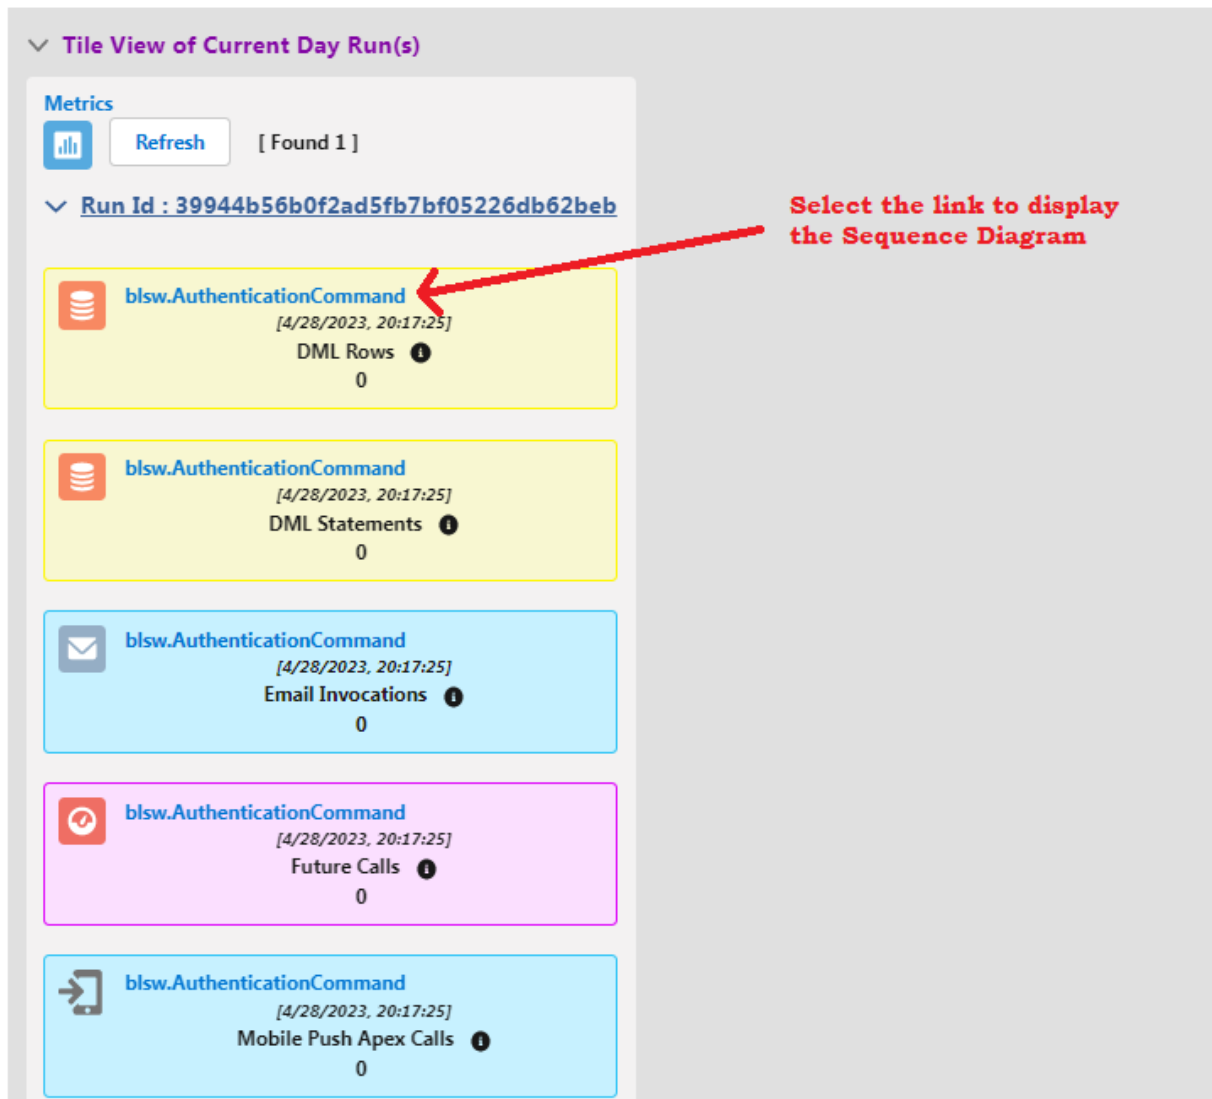 Tile View of Current Day Run(s)
Metrics
Refresh [ Found 1 ]
Run Id : 39944b56b0f2ad5fb7bf05226db62beb
Select the link to display
the Sequence Diagram
blsw.AuthenticationCommand
[4/28/2023, 20:17:25]
DML Rows
0
blsw.AuthenticationCommand
[4/28/2023, 20:17:25]
DML Statements
0
blsw.AuthenticationCommand
[4/28/2023, 20:17:25]
Email Invocations
0
blsw.AuthenticationCommand
[4/28/2023, 20:17:25]
Future Calls
0
blsw.AuthenticationCommand
[4/28/2023, 20:17:25]
Mobile Push Apex Calls
0